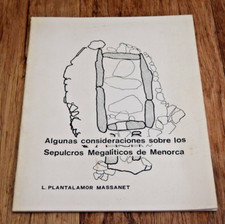 Algunas consideraciones sobre los
Sepulcros Megalíticos de Menorca
L. PLANTALAMOR MASSANET